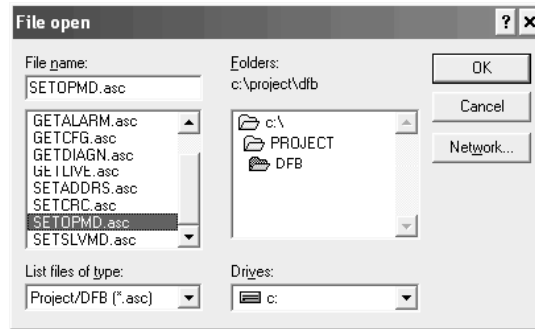 File open
File name:
SETOPMD.asc
GETALARM.asc
GETCFG.asc
GETDIAGN.asc
GETLIVE.asc
SETADDRS.asc
SETCRC.asc
SETOPMD.asc
SETSLVMD.asc
List files of type:
Project/DFB (*.asc)
Folders:
c:\project\dfb
c:\
PROJECT
DFB
Drives:
c:
OK
Cancel
Network...